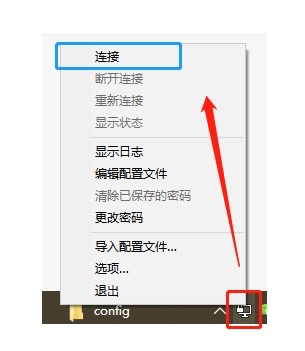 连接
断开连接
重新连接
显示状态
显示日志
编辑配置文件
清除已保存的密码
更改密码
导入配置文件...
选项...
退出
config